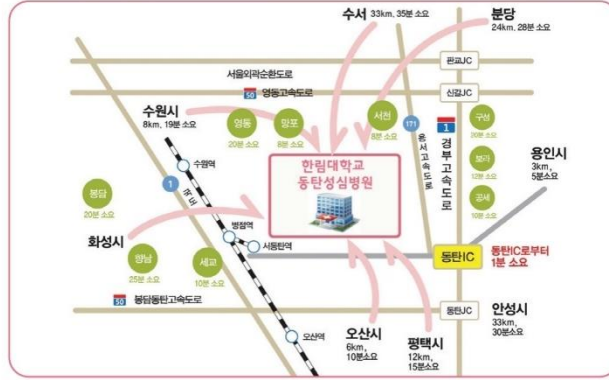 수서 33km, 35분 소요
분당
24km, 28분 소요
판교JC
서울외곽순환도로
50 영동고속도로
신갈JC
수원시
8km, 19분 소요
영통
20분 소요
망포
8분 소요
서천
8분 소요
171
용서고속도로
1
경부고속도로
구성
20분 소요
보라
12분 소요
공세
10분 소요
용인시
3km,
5분소요
수원역
한림대학교
동탄성심병원
1
국도
봉담
20분 소요
병점역
서동탄역
화성시
향남
25분 소요
세교
10분 소요
동탄IC
동탄IC로부터
1분 소요
50 봉담동탄고속도로
동탄JC
안성시
33km,
30분소요
오산역
오산시
6km,
10분소요
평택시
12km,
15분소요